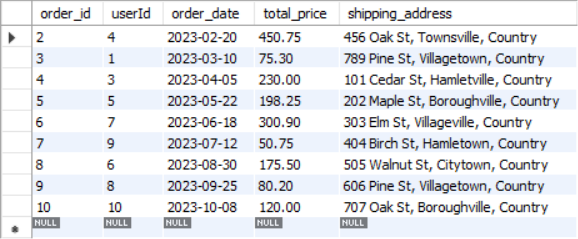 order_id userId order_date total_price shipping_address
2 4 2023-02-20 450.75 456 Oak St, Townsville, Country
3 1 2023-03-10 75.30 789 Pine St, Villagetown, Country
4 3 2023-04-05 230.00 101 Cedar St, Hamletville, Country
5 5 2023-05-22 198.25 202 Maple St, Boroughville, Country
6 7 2023-06-18 300.90 303 Elm St, Villageville, Country
7 9 2023-07-12 50.75 404 Birch St, Hamletown, Country
8 6 2023-08-30 175.50 505 Walnut St, Citytown, Country
9 8 2023-09-25 80.20 606 Pine St, Villagetown, Country
10 10 2023-10-08 120.00 707 Oak St, Boroughville, Country
NULL NULL NULL NULL NULL